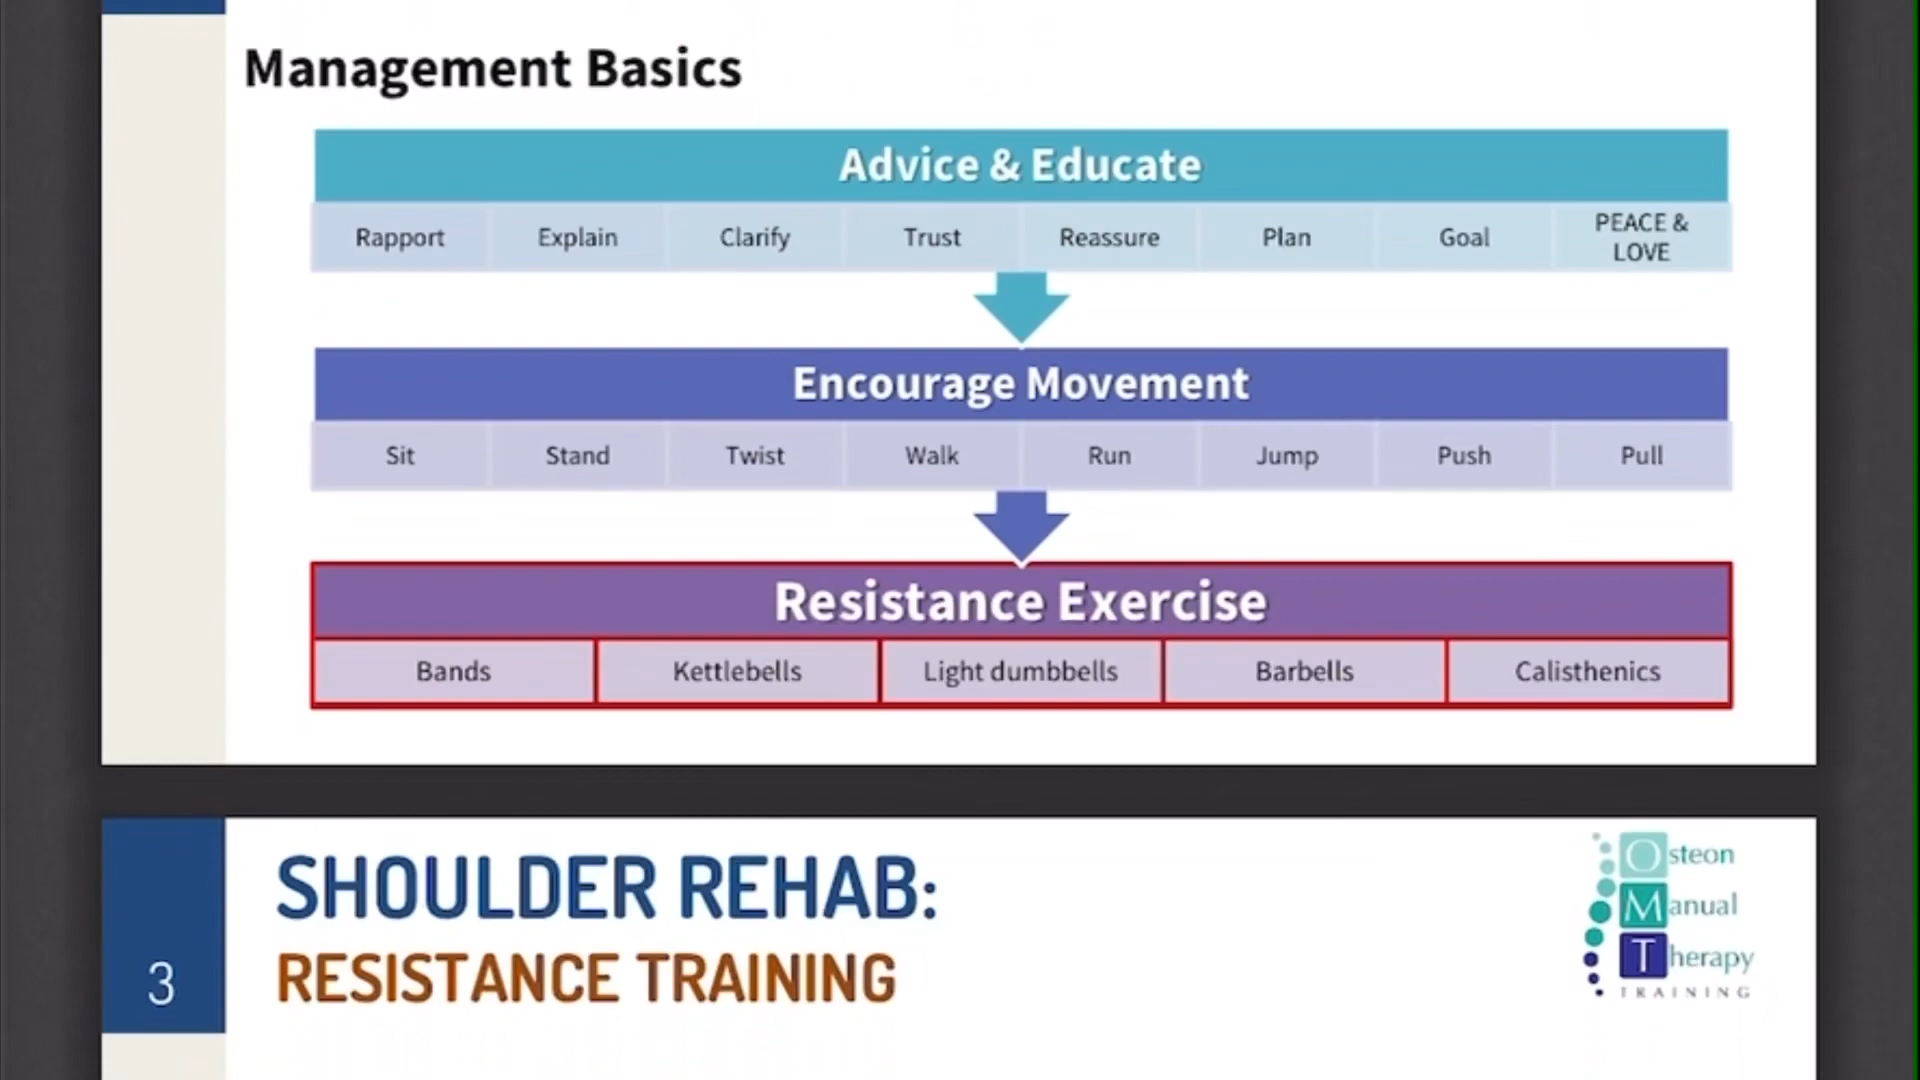 Management Basics
Advice & Educate
Rapport Explain Clarify Trust Reassure Plan Goal PEACE &
LOVE
Encourage Movement
Sit Stand Twist Walk Run Jump Push Pull
Resistance Exercise
Bands Kettlebells Light dumbbells Barbells Calisthenics
3
SHOULDER REHAB:
RESISTANCE TRAINING
Osteon
Manual
Therapy
TRAINING